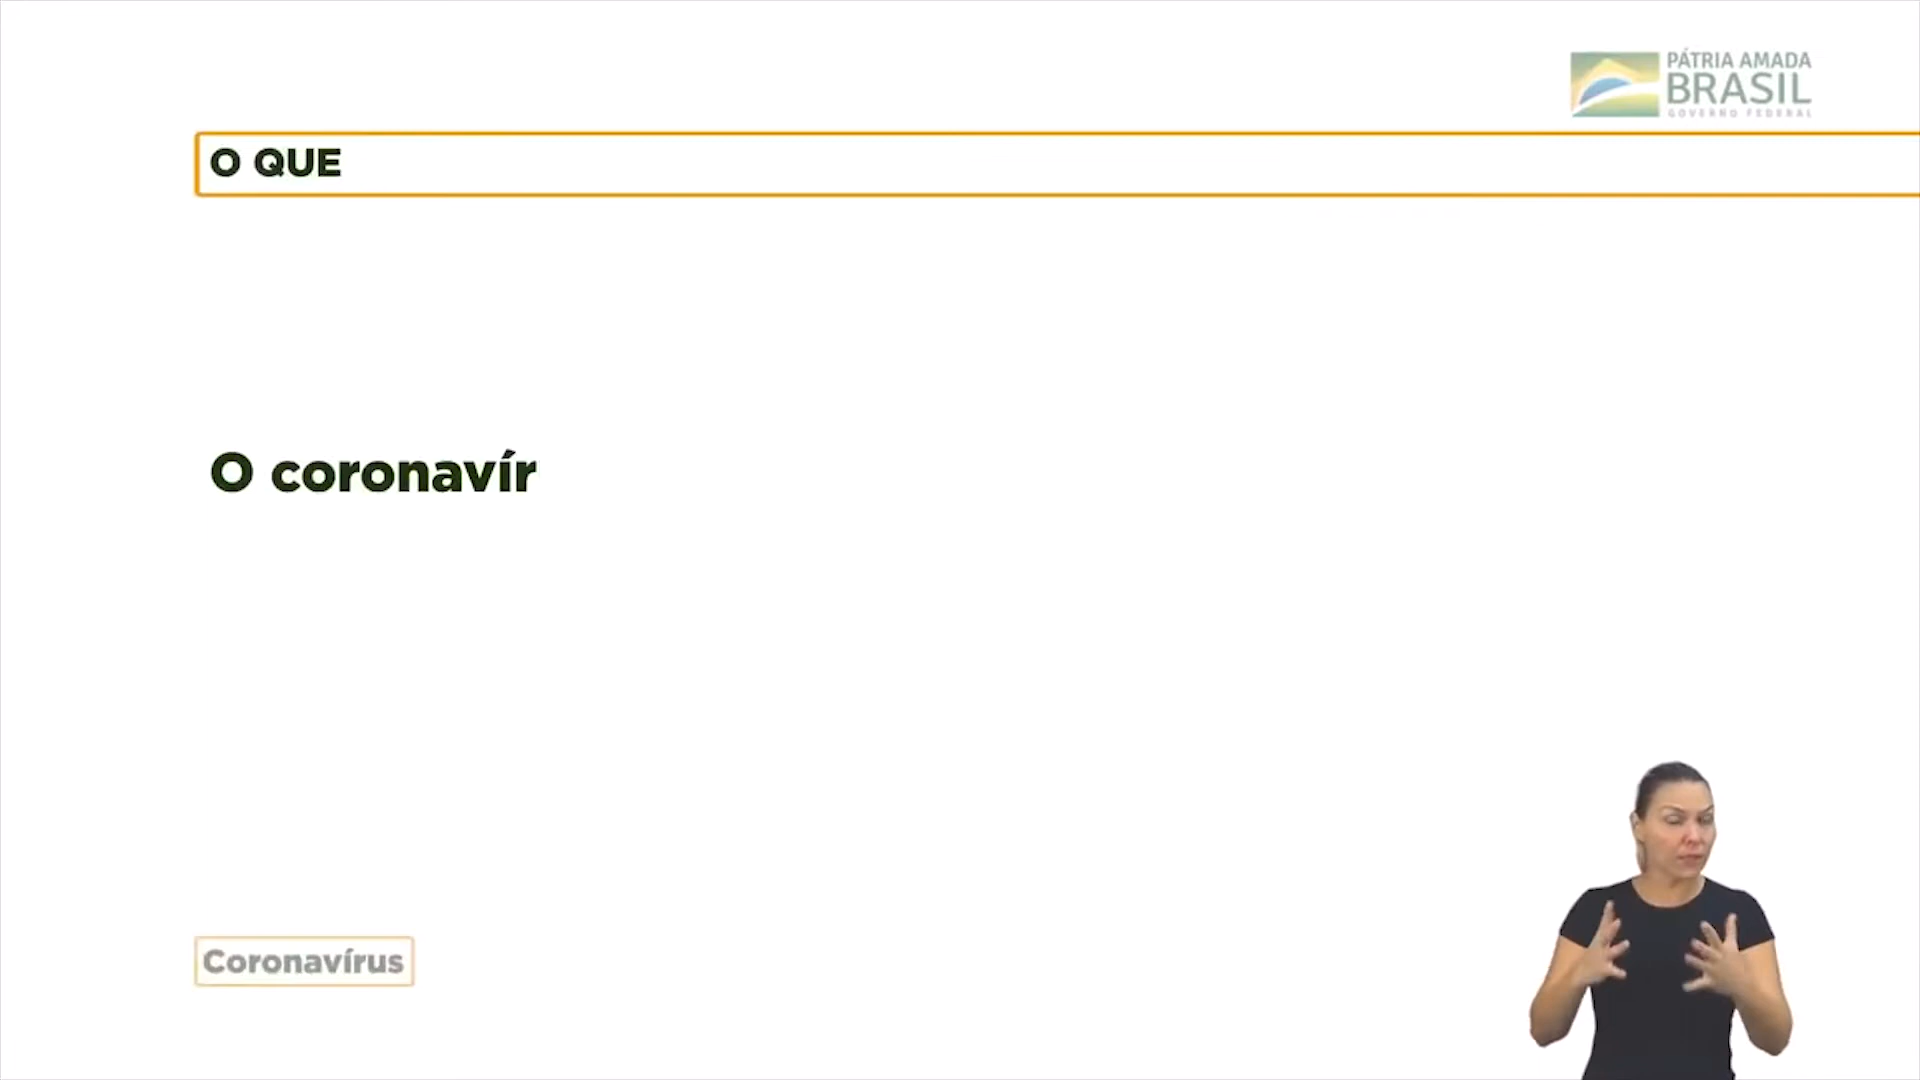 PÁTRIA AMADA
BRASIL
GOVERNO FEDERAL
O QUE
O coronavír
Coronavírus